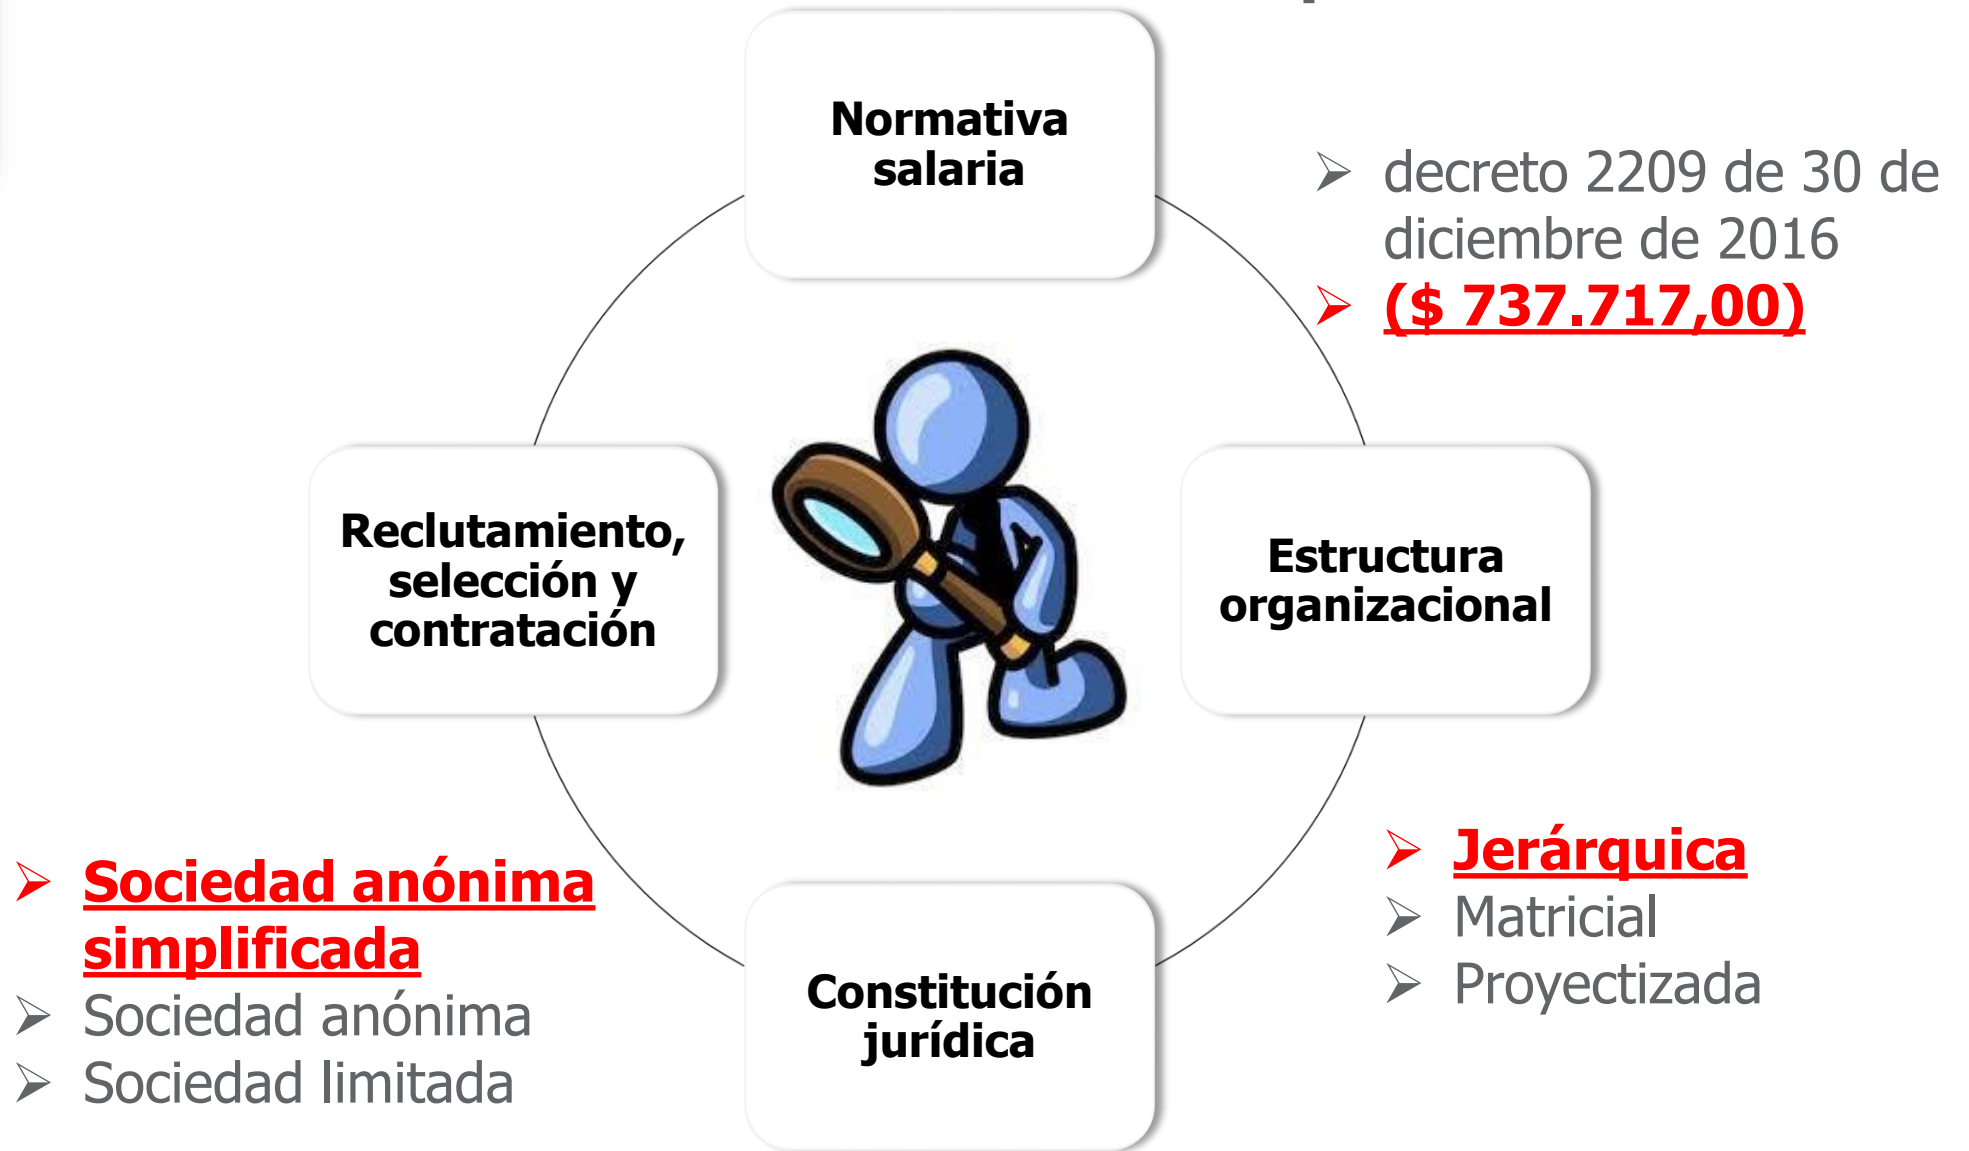 Normativa
salaria
➢ decreto 2209 de 30 de
diciembre de 2016
➢ ($ 737.717,00)
Reclutamiento,
selección y
contratación
Estructura
organizacional
➢ Jerárquica
➢ Matricial
➢ Proyectizada
➢ Sociedad anónima
simplificada
➢ Sociedad anónima
➢ Sociedad limitada
Constitución
jurídica